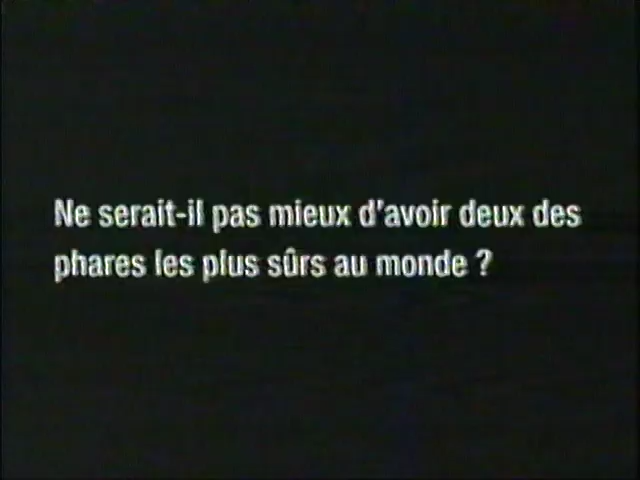 Ne serait-il pas mieux d'avoir deux des
phares les plus sûrs au monde ?